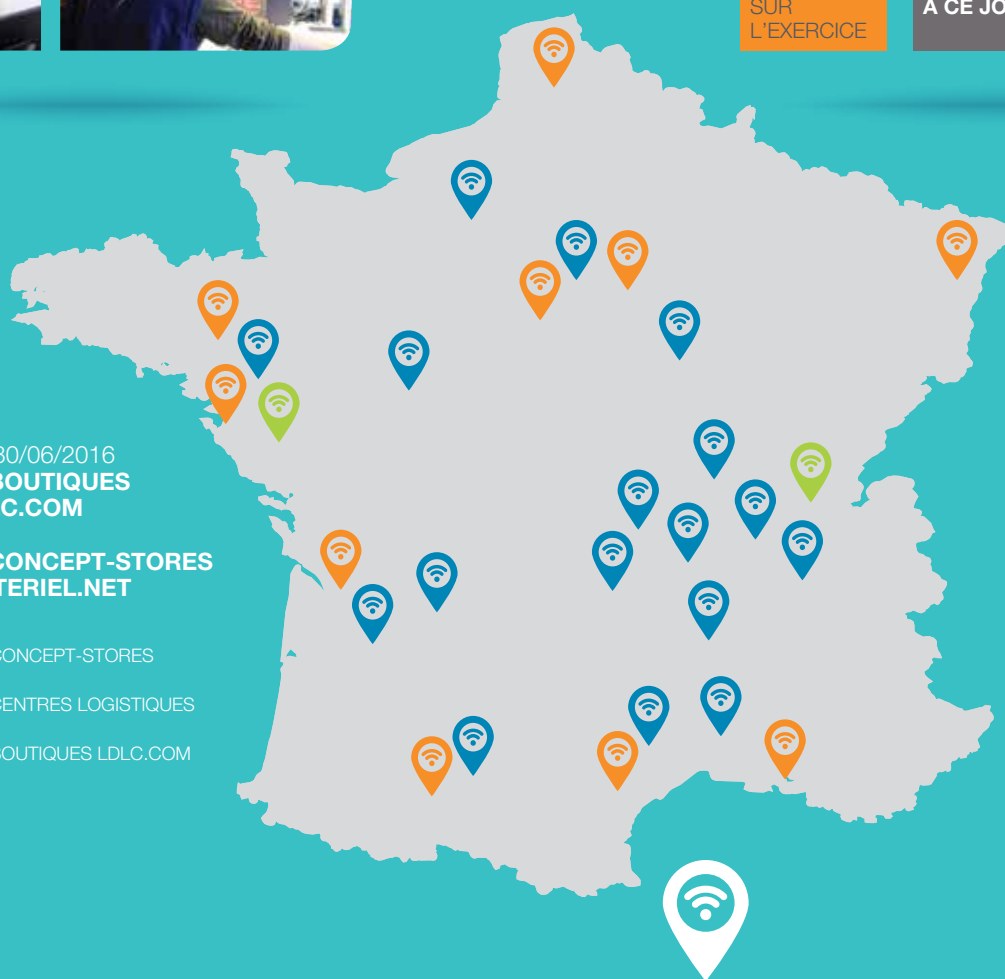 SUR
L'EXERCICE
À CE JO
30/06/2016
BOUTIQUES
C.COM
CONCEPT-STORES
TERIEL.NET
CONCEPT-STORES
CENTRES LOGISTIQUES
BOUTIQUES LDLC.COM